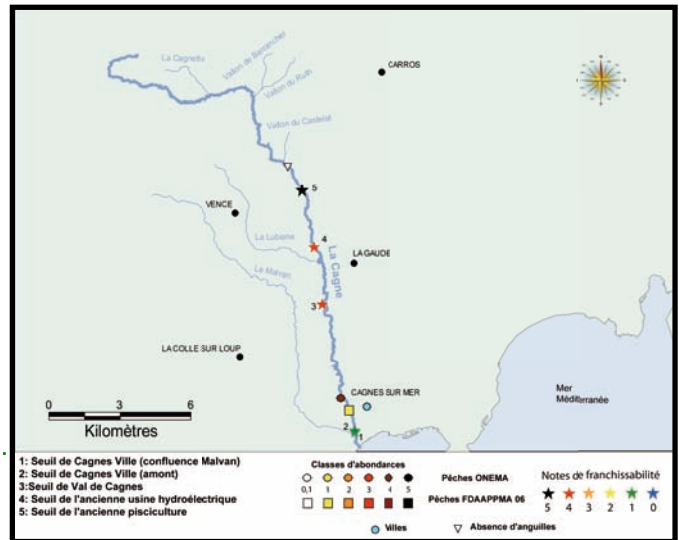 La Cagnette
Vallon de Barranchet
Vallon du Ruth
CARROS
Vallon du Castelet
5
VENCE
La Lubiane
4
LA GAUDE
Le Malvan
La Cagne
3
LA COLLE SUR LOUP
CAGNES SUR MER
Mer
Méditerranée
0 3 6
Kilomètres
2
1
1: Seuil de Cagnes Ville (confluence Malvan)
2: Seuil de Cagnes Ville (amont)
3:Seuil de Val de Cagnes
4: Seuil de l'ancienne usine hydroélectrique
5: Seuil de l'ancienne pisciculture
Classes d'abondances
Pêches ONEMA
0,1 1 2 3 4 5
Pêches FDAAPPMA 06
Villes
Absence d'anguilles
Notes de franchissabilité
5 4 3 2 1 0